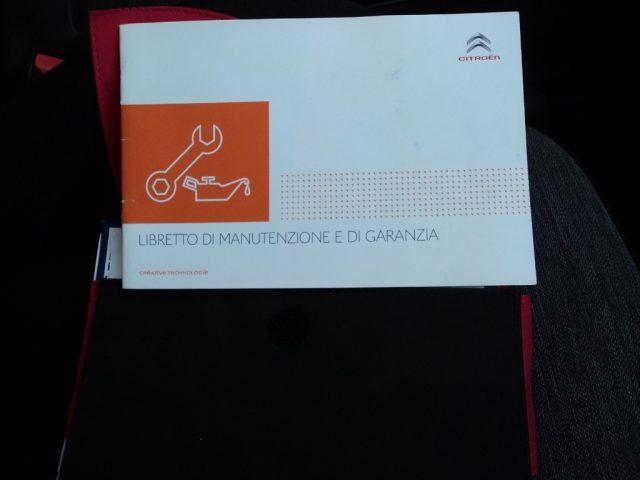 CITROËN
LIBRETTO DI MANUTENZIONE E DI GARANZIA
CREATIVE TECHNOLOGIE